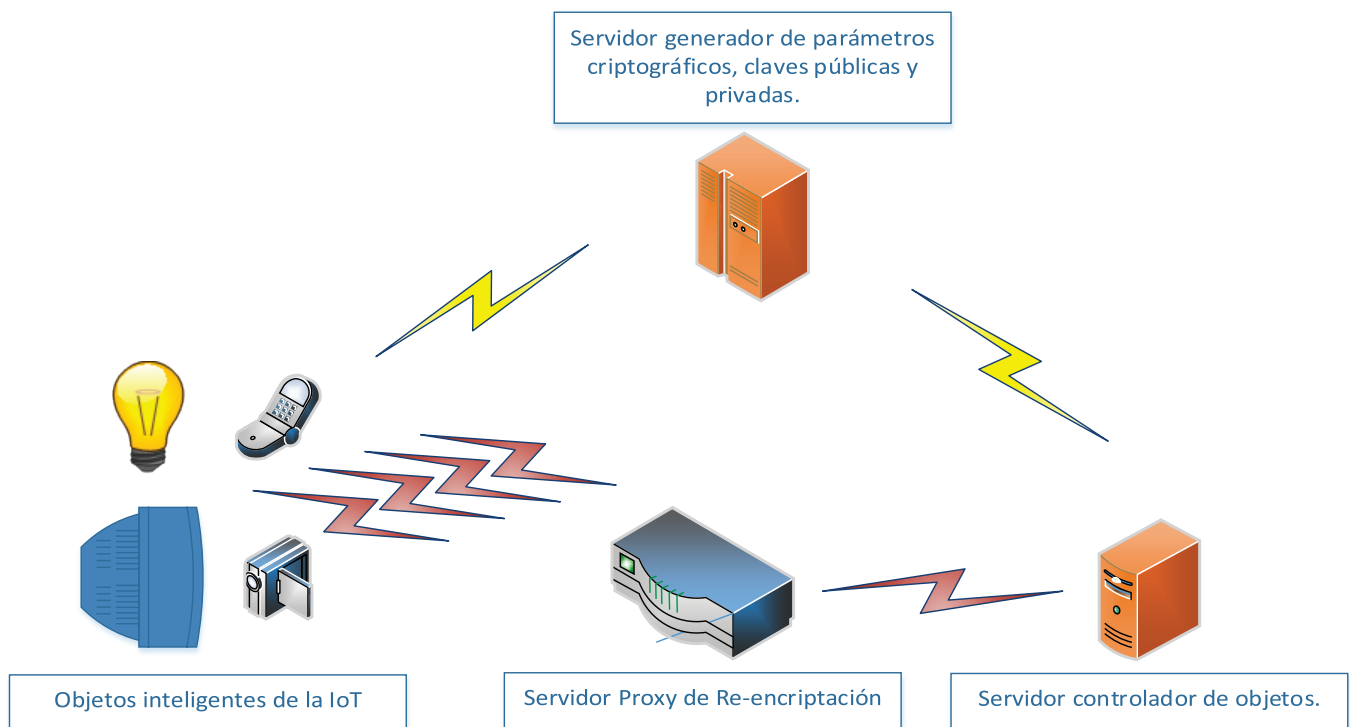 Servidor generador de parámetros
criptográficos, claves públicas y
privadas.
Objetos inteligentes de la IoT
Servidor Proxy de Re-encriptación
Servidor controlador de objetos.